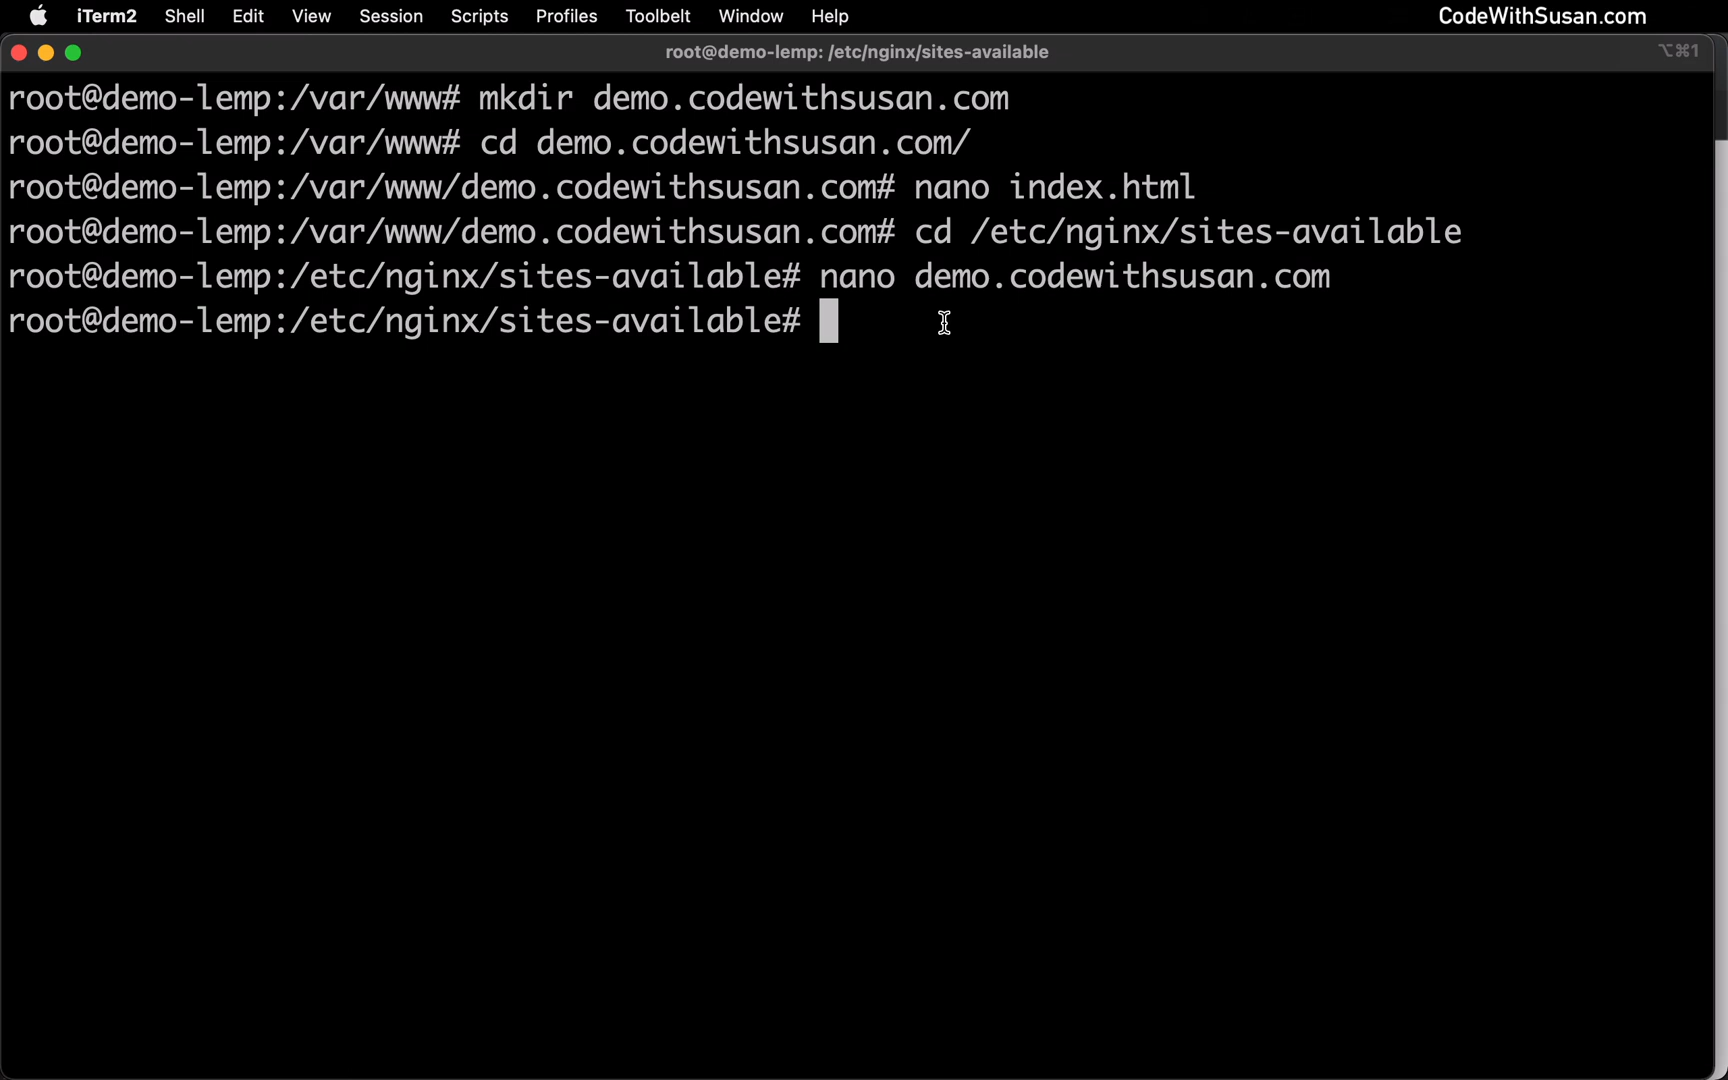 iTerm2 Shell Edit View Session Scripts Profiles Toolbelt Window Help CodeWithSusan.com
root@demo-lemp: /etc/nginx/sites-available ⌥⌘1
root@demo-lemp:/var/www# mkdir demo.codewithsusan.com
root@demo-lemp:/var/www# cd demo.codewithsusan.com/
root@demo-lemp:/var/www/demo.codewithsusan.com# nano index.html
root@demo-lemp:/var/www/demo.codewithsusan.com# cd /etc/nginx/sites-available
root@demo-lemp:/etc/nginx/sites-available# nano demo.codewithsusan.com
root@demo-lemp:/etc/nginx/sites-available#